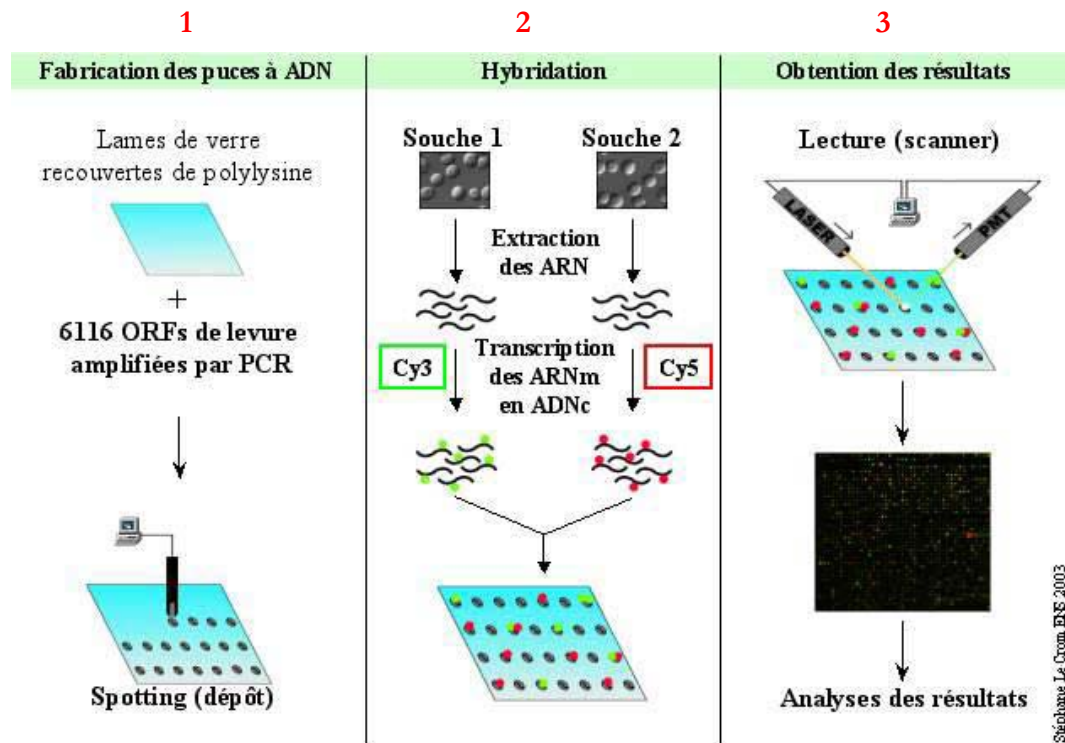 1
2
3
Fabrication des puces à ADN
Hybridation
Obtention des résultats
Lames de verre
recouvertes de polylysine
+
6116 ORFs de levure
amplifiées par PCR
Spotting (dépôt)
Souche 1
Souche 2
Extraction
des ARN
Cy3
Transcription
des ARNm
en ADNc
Cy5
Lecture (scanner)
LASER
PMT
Analyses des résultats
Stéphane Le Crom ENS 2003